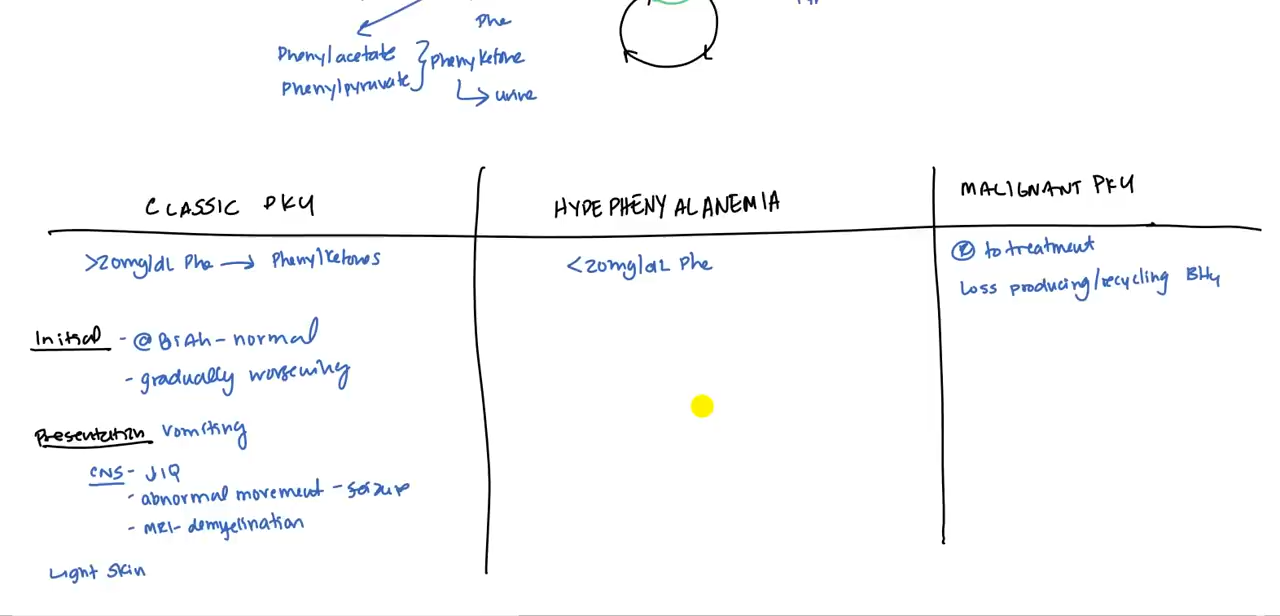 Phe
Phenylacetate
Phenylpyruvate
phenyketone
urine
CLASSIC PKU
HYPEPHENYALANEMIA
MALIGNANT PKU
>20mg/dL Phe → Phenylketones
<20mg/dL Phe
Ⓡ to treatment
Loss producing/recycling BH4
Initial - @BirAh - normal
- gradually worsening
Presentation vomiting
CNS - ↓IQ
- abnormal movement - seizure
- MRI - demyelination
Light skin